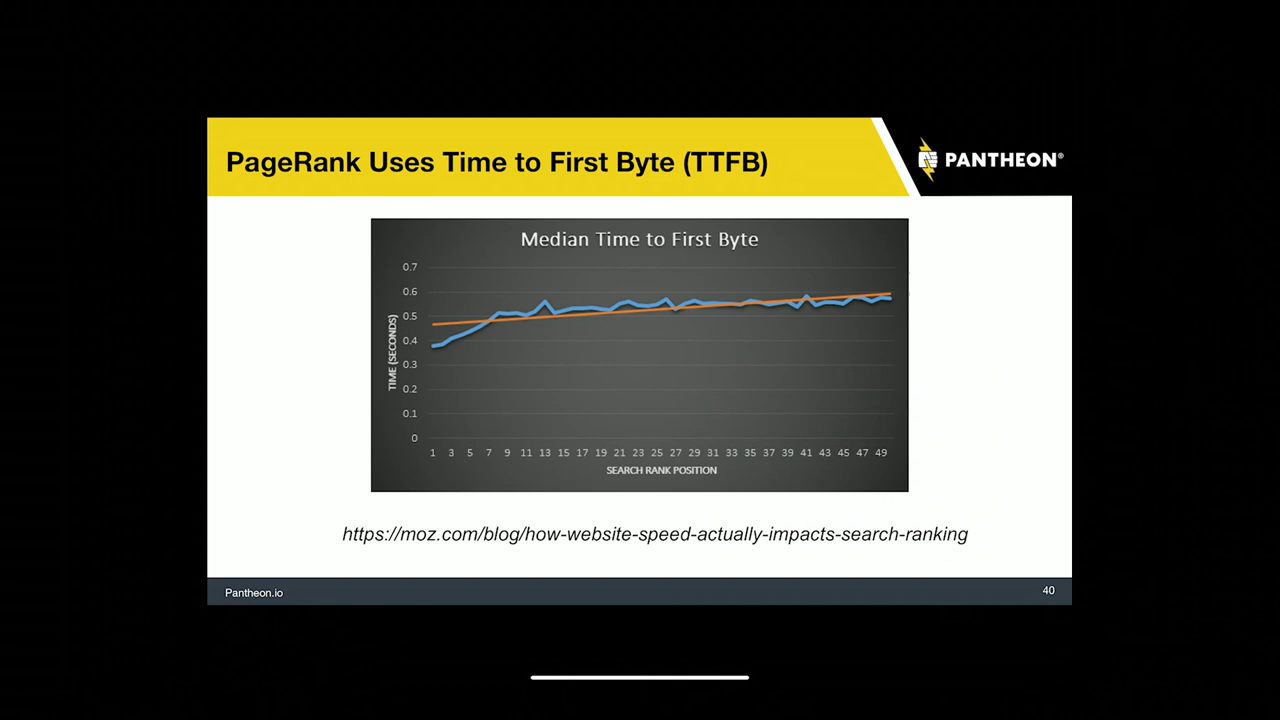 PageRank Uses Time to First Byte (TTFB)
PANTHEON®
Median Time to First Byte
0.7
0.6
0.5
0.4
0.3
0.2
0.1
0
TIME (SECONDS)
1 3 5 7 9 11 13 15 17 19 21 23 25 27 29 31 33 35 37 39 41 43 45 47 49
SEARCH RANK POSITION
https://moz.com/blog/how-website-speed-actually-impacts-search-ranking
Pantheon.io
40